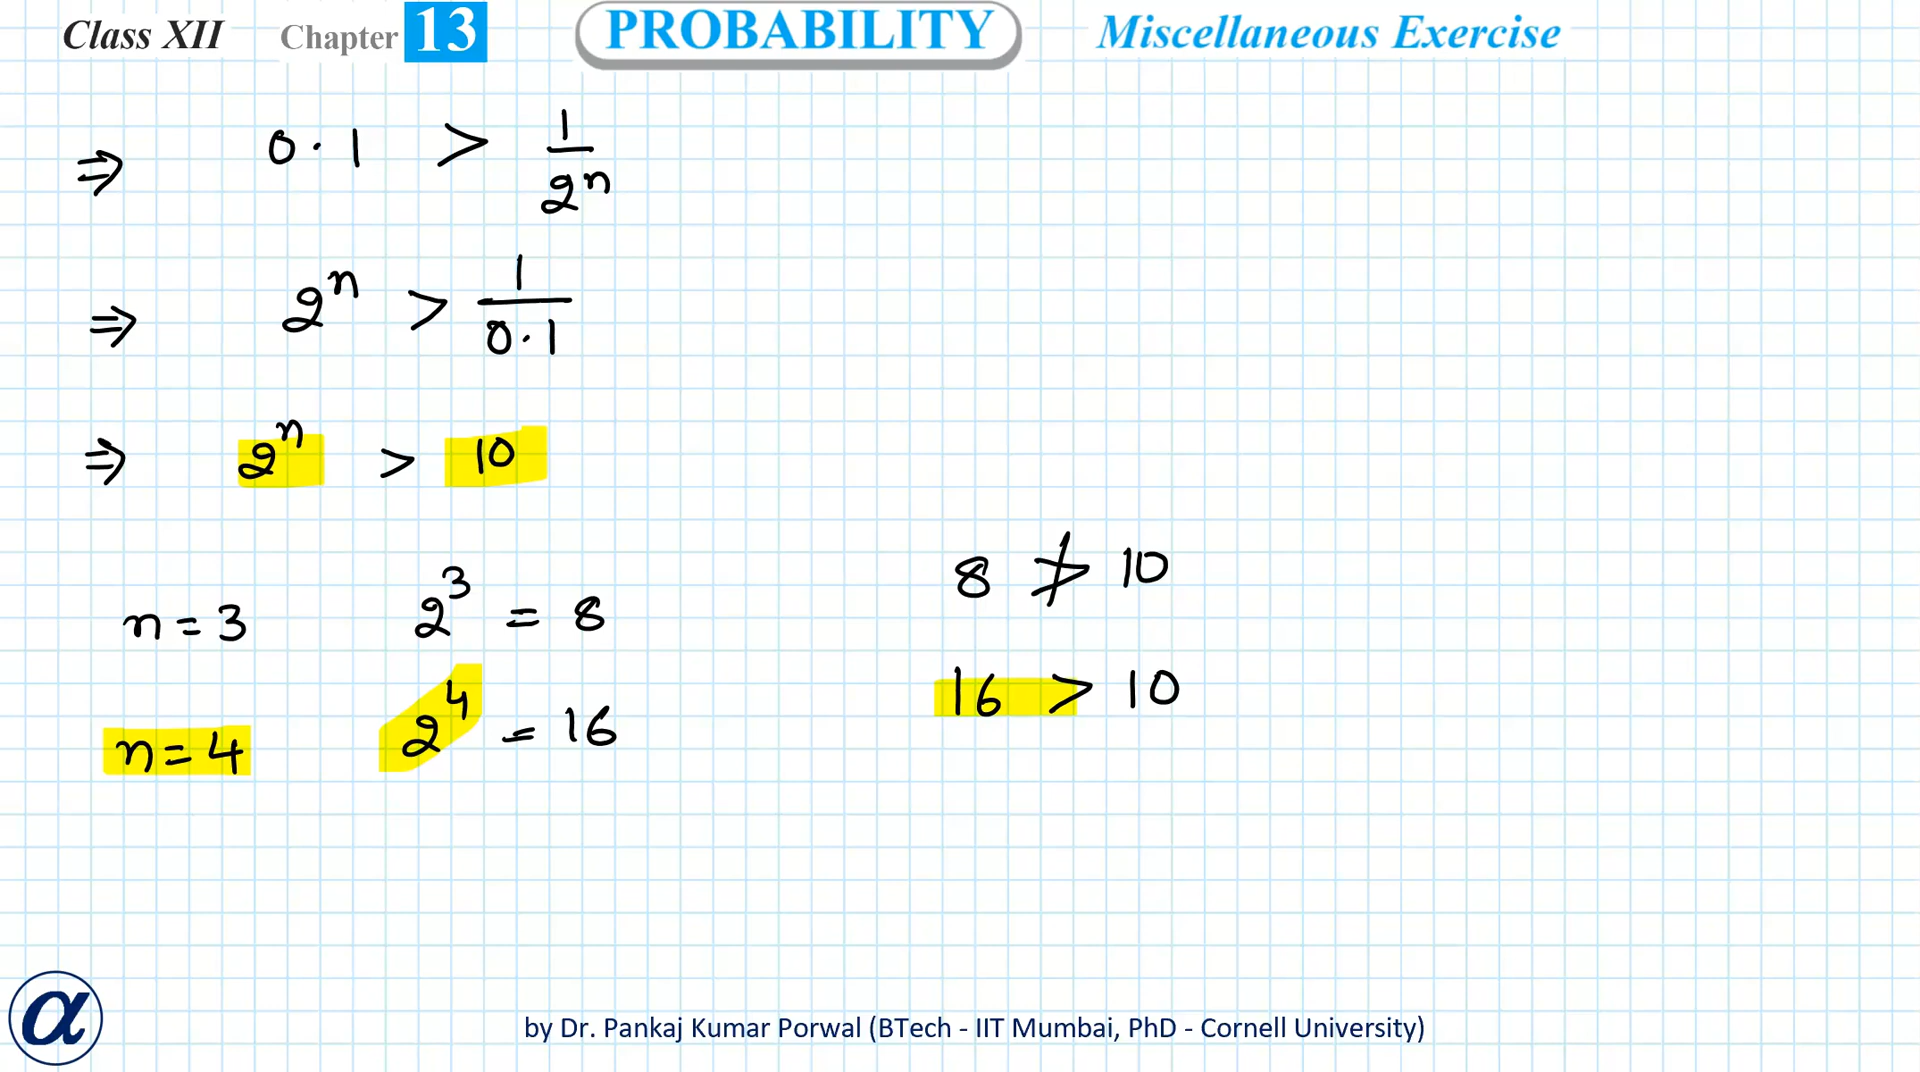 Class XII Chapter 13 PROBABILITY Miscellaneous Exercise
⇒ 0.1 > 1/2ⁿ
⇒ 2ⁿ > 1/0.1
⇒ 2ⁿ > 10
n = 3 2³ = 8 8 ≯ 10
n = 4 2⁴ = 16 16 > 10
α
by Dr. Pankaj Kumar Porwal (BTech - IIT Mumbai, PhD - Cornell University)